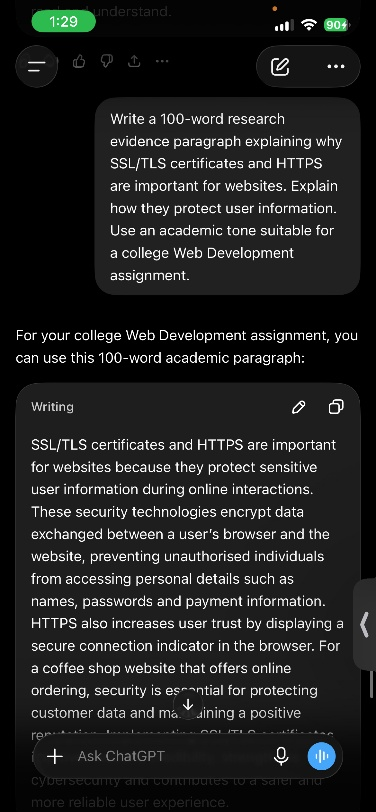 understand.
1:29
90
Write a 100-word research
evidence paragraph explaining why
SSL/TLS certificates and HTTPS
are important for websites. Explain
how they protect user information.
Use an academic tone suitable for
a college Web Development
assignment.
For your college Web Development assignment, you
can use this 100-word academic paragraph:
Writing
SSL/TLS certificates and HTTPS are important
for websites because they protect sensitive
user information during online interactions.
These security technologies encrypt data
exchanged between a user's browser and the
website, preventing unauthorised individuals
from accessing personal details such as
names, passwords and payment information.
HTTPS also increases user trust by displaying a
secure connection indicator in the browser. For
a coffee shop website that offers online
ordering, security is essential for protecting
customer data and maintaining a positive
Ask ChatGPT
cybersecurity and contributes to a safer and
more reliable user experience.